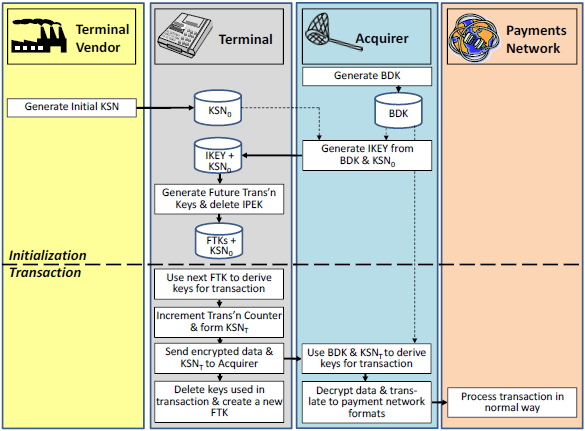 Terminal
Vendor
Terminal
Acquirer
Payments
Network
Generate BDK
Generate Initial KSN
KSN₀
BDK
Generate IKEY from
BDK & KSN₀
IKEY +
KSN₀
Generate Future Trans'n
Keys & delete IPEK
FTKs +
KSN₀
Initialization
Transaction
Use next FTK to derive
keys for transaction
Increment Trans'n Counter
& form KSN_T
Send encrypted data &
KSN_T to Acquirer
Use BDK & KSN_T to derive
keys for transaction
Delete keys used in
transaction & create a new
FTK
Decrypt data & trans-
late to payment network
formats
Process transaction in
normal way